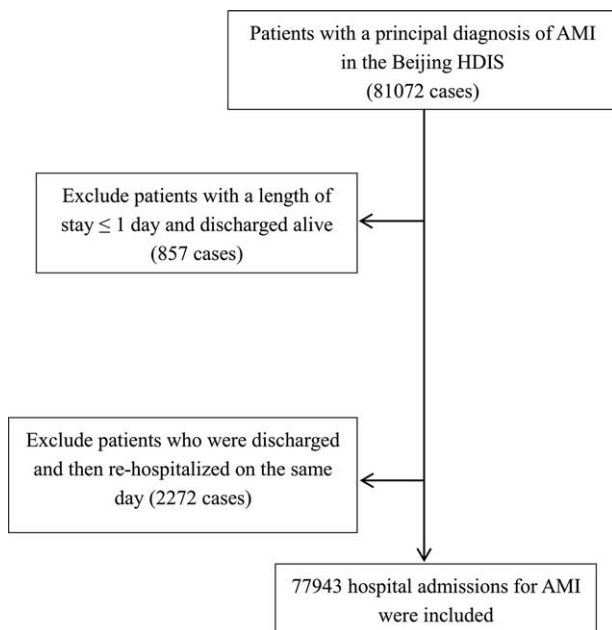 Patients with a principal diagnosis of AMI
in the Beijing HDIS
(81072 cases)
Exclude patients with a length of
stay ≤ 1 day and discharged alive
(857 cases)
Exclude patients who were discharged
and then re-hospitalized on the same
day (2272 cases)
77943 hospital admissions for AMI
were included